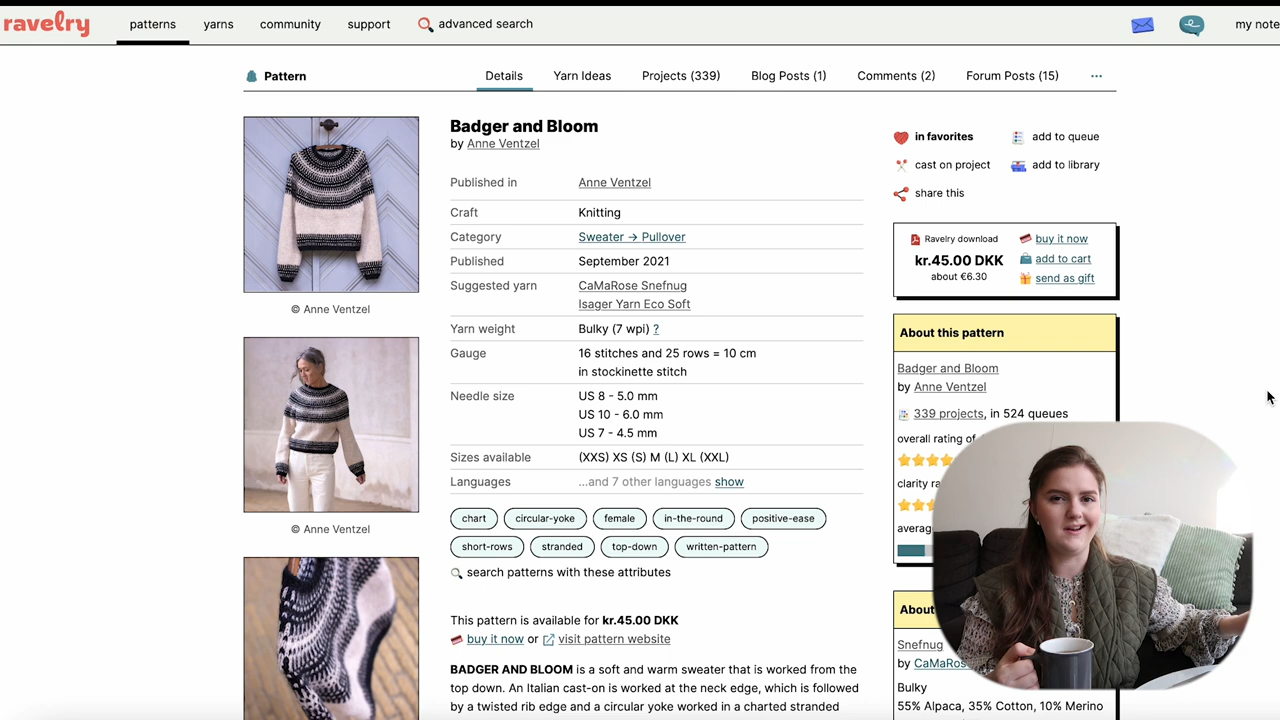 ravelry
patterns
yarns
community
support
advanced search
my note
Pattern
Details
Yarn Ideas
Projects (339)
Blog Posts (1)
Comments (2)
Forum Posts (15)
···
© Anne Ventzel
© Anne Ventzel
Badger and Bloom
by Anne Ventzel
Published in Anne Ventzel
Craft Knitting
Category Sweater → Pullover
Published September 2021
Suggested yarn CaMaRose Snefnug
Isager Yarn Eco Soft
Yarn weight Bulky (7 wpi) ?
Gauge 16 stitches and 25 rows = 10 cm
in stockinette stitch
Needle size US 8 - 5.0 mm
US 10 - 6.0 mm
US 7 - 4.5 mm
Sizes available (XXS) XS (S) M (L) XL (XXL)
Languages ...and 7 other languages show
chart circular-yoke female in-the-round positive-ease
short-rows stranded top-down written-pattern
search patterns with these attributes
This pattern is available for kr.45.00 DKK
buy it now or visit pattern website
BADGER AND BLOOM is a soft and warm sweater that is worked from the
top down. An Italian cast-on is worked at the neck edge, which is followed
by a twisted rib edge and a circular yoke worked in a charted stranded
in favorites add to queue
cast on project add to library
share this
Ravelry download
kr.45.00 DKK
about €6.30
buy it now
add to cart
send as gift
About this pattern
Badger and Bloom
by Anne Ventzel
339 projects, in 524 queues
overall rating of
clarity ra
averag
About
Snefnug
by CaMaRos
Bulky
55% Alpaca, 35% Cotton, 10% Merino